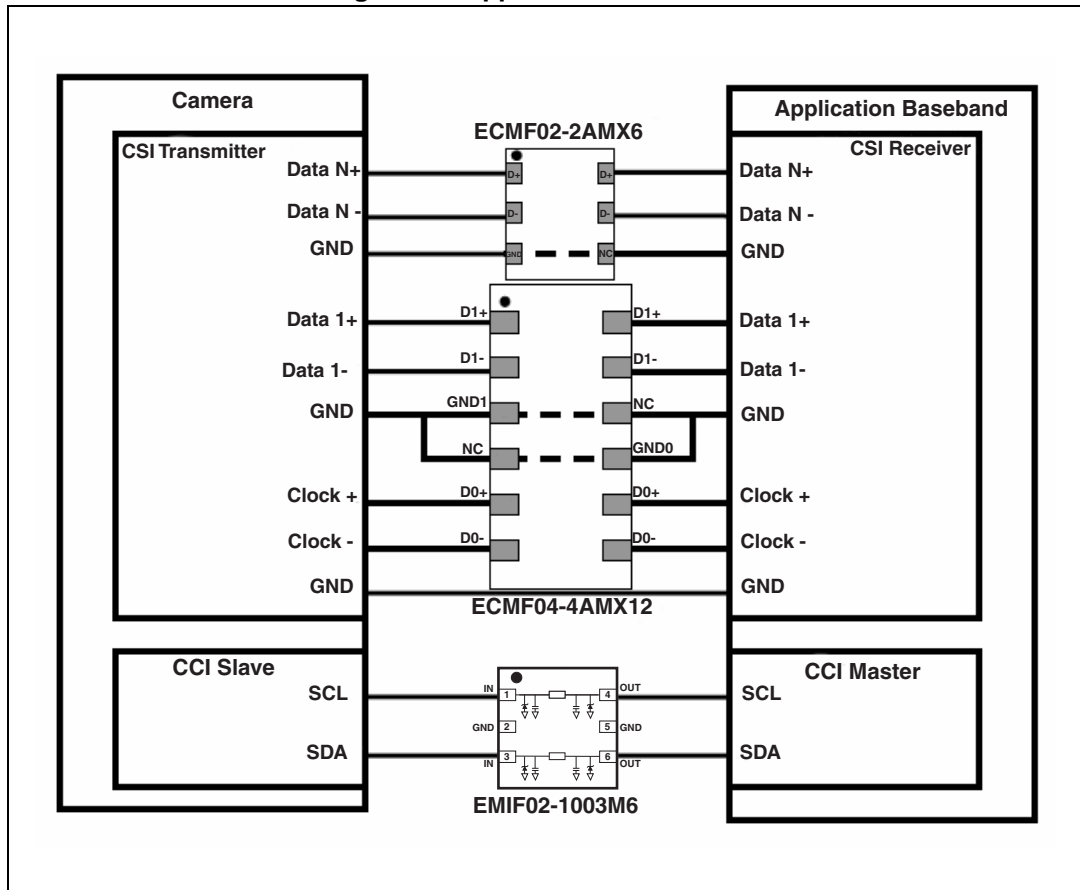 Camera
Application Baseband
ECMF02-2AMX6
CSI Transmitter
CSI Receiver
Data N+
D+
D+
Data N+
Data N -
D-
D-
Data N -
GND
GND
NC
GND
Data 1+
D1+
D1+
Data 1+
Data 1-
D1-
D1-
Data 1-
GND
GND1
NC
GND
NC
GND0
Clock +
D0+
D0+
Clock +
Clock -
D0-
D0-
Clock -
GND
GND
ECMF04-4AMX12
CCI Slave
CCI Master
SCL
IN
1
4
OUT
SCL
GND
2
5
GND
SDA
3
6
SDA
IN
OUT
EMIF02-1003M6